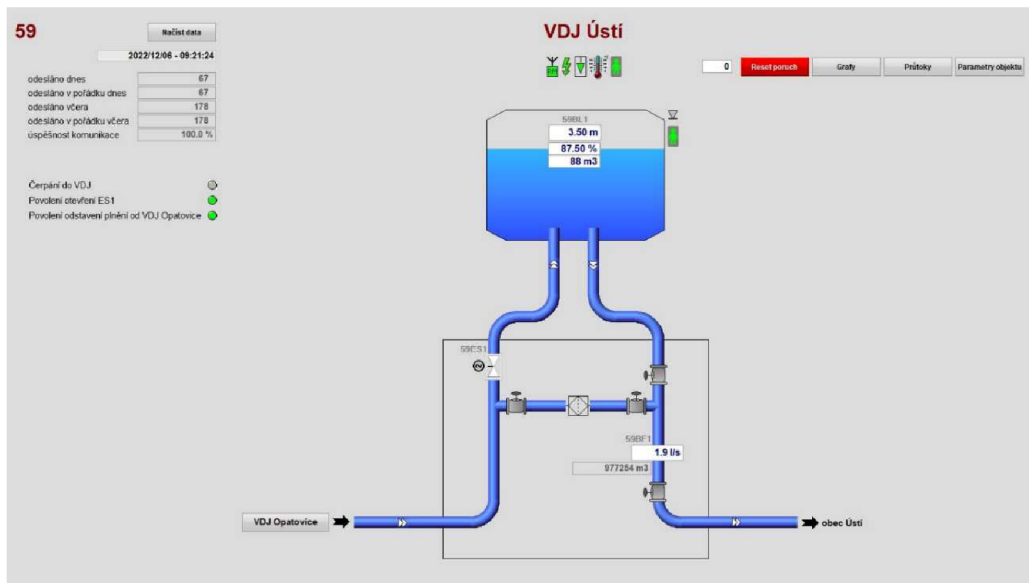 59
Načíst data
2022/12/06 - 09:21:24
odesláno dnes 67
odesláno v pořádku dnes 67
odesláno včera 178
odesláno v pořádku včera 178
úspěšnost komunikace 100.0 %
Čerpání do VDJ
Povolení otevření ES1
Povolení odstavení plnění od VDJ Opatovice
VDJ Ústí
0 Reset poruch Grafy Průtoky Parametry objektu
59BL1
3.50 m
87.50 %
88 m3
59ES1
59BF1
1.9 l/s
977254 m3
VDJ Opatovice
obec Ústí